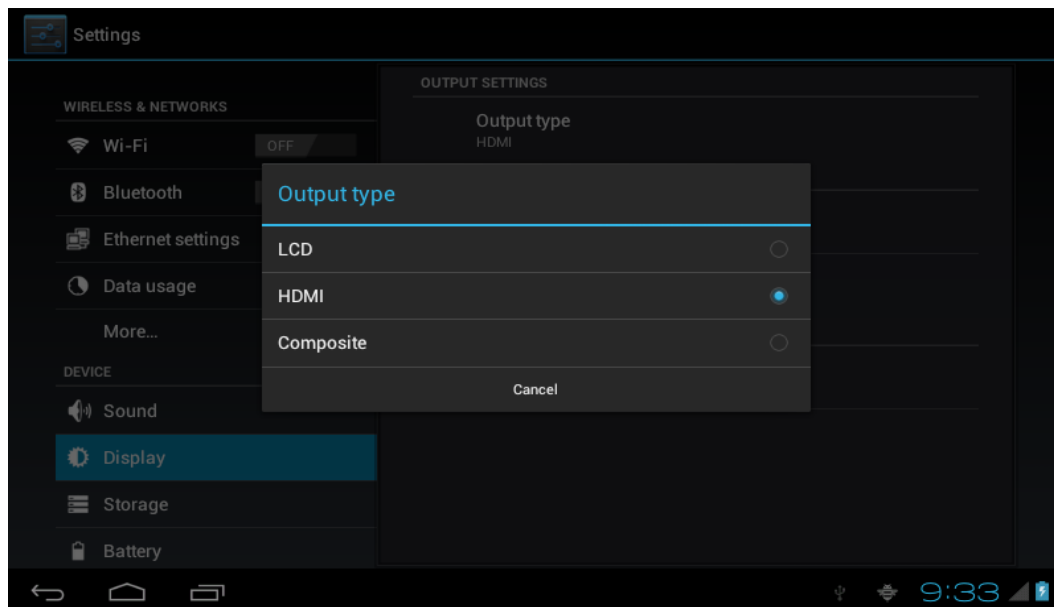 Settings
WIRELESS & NETWORKS
Wi-Fi
OFF
Bluetooth
Ethernet settings
Data usage
More...
DEVICE
Sound
Display
Storage
Battery
OUTPUT SETTINGS
Output type
HDMI
Output type
LCD
HDMI
Composite
Cancel
9:33